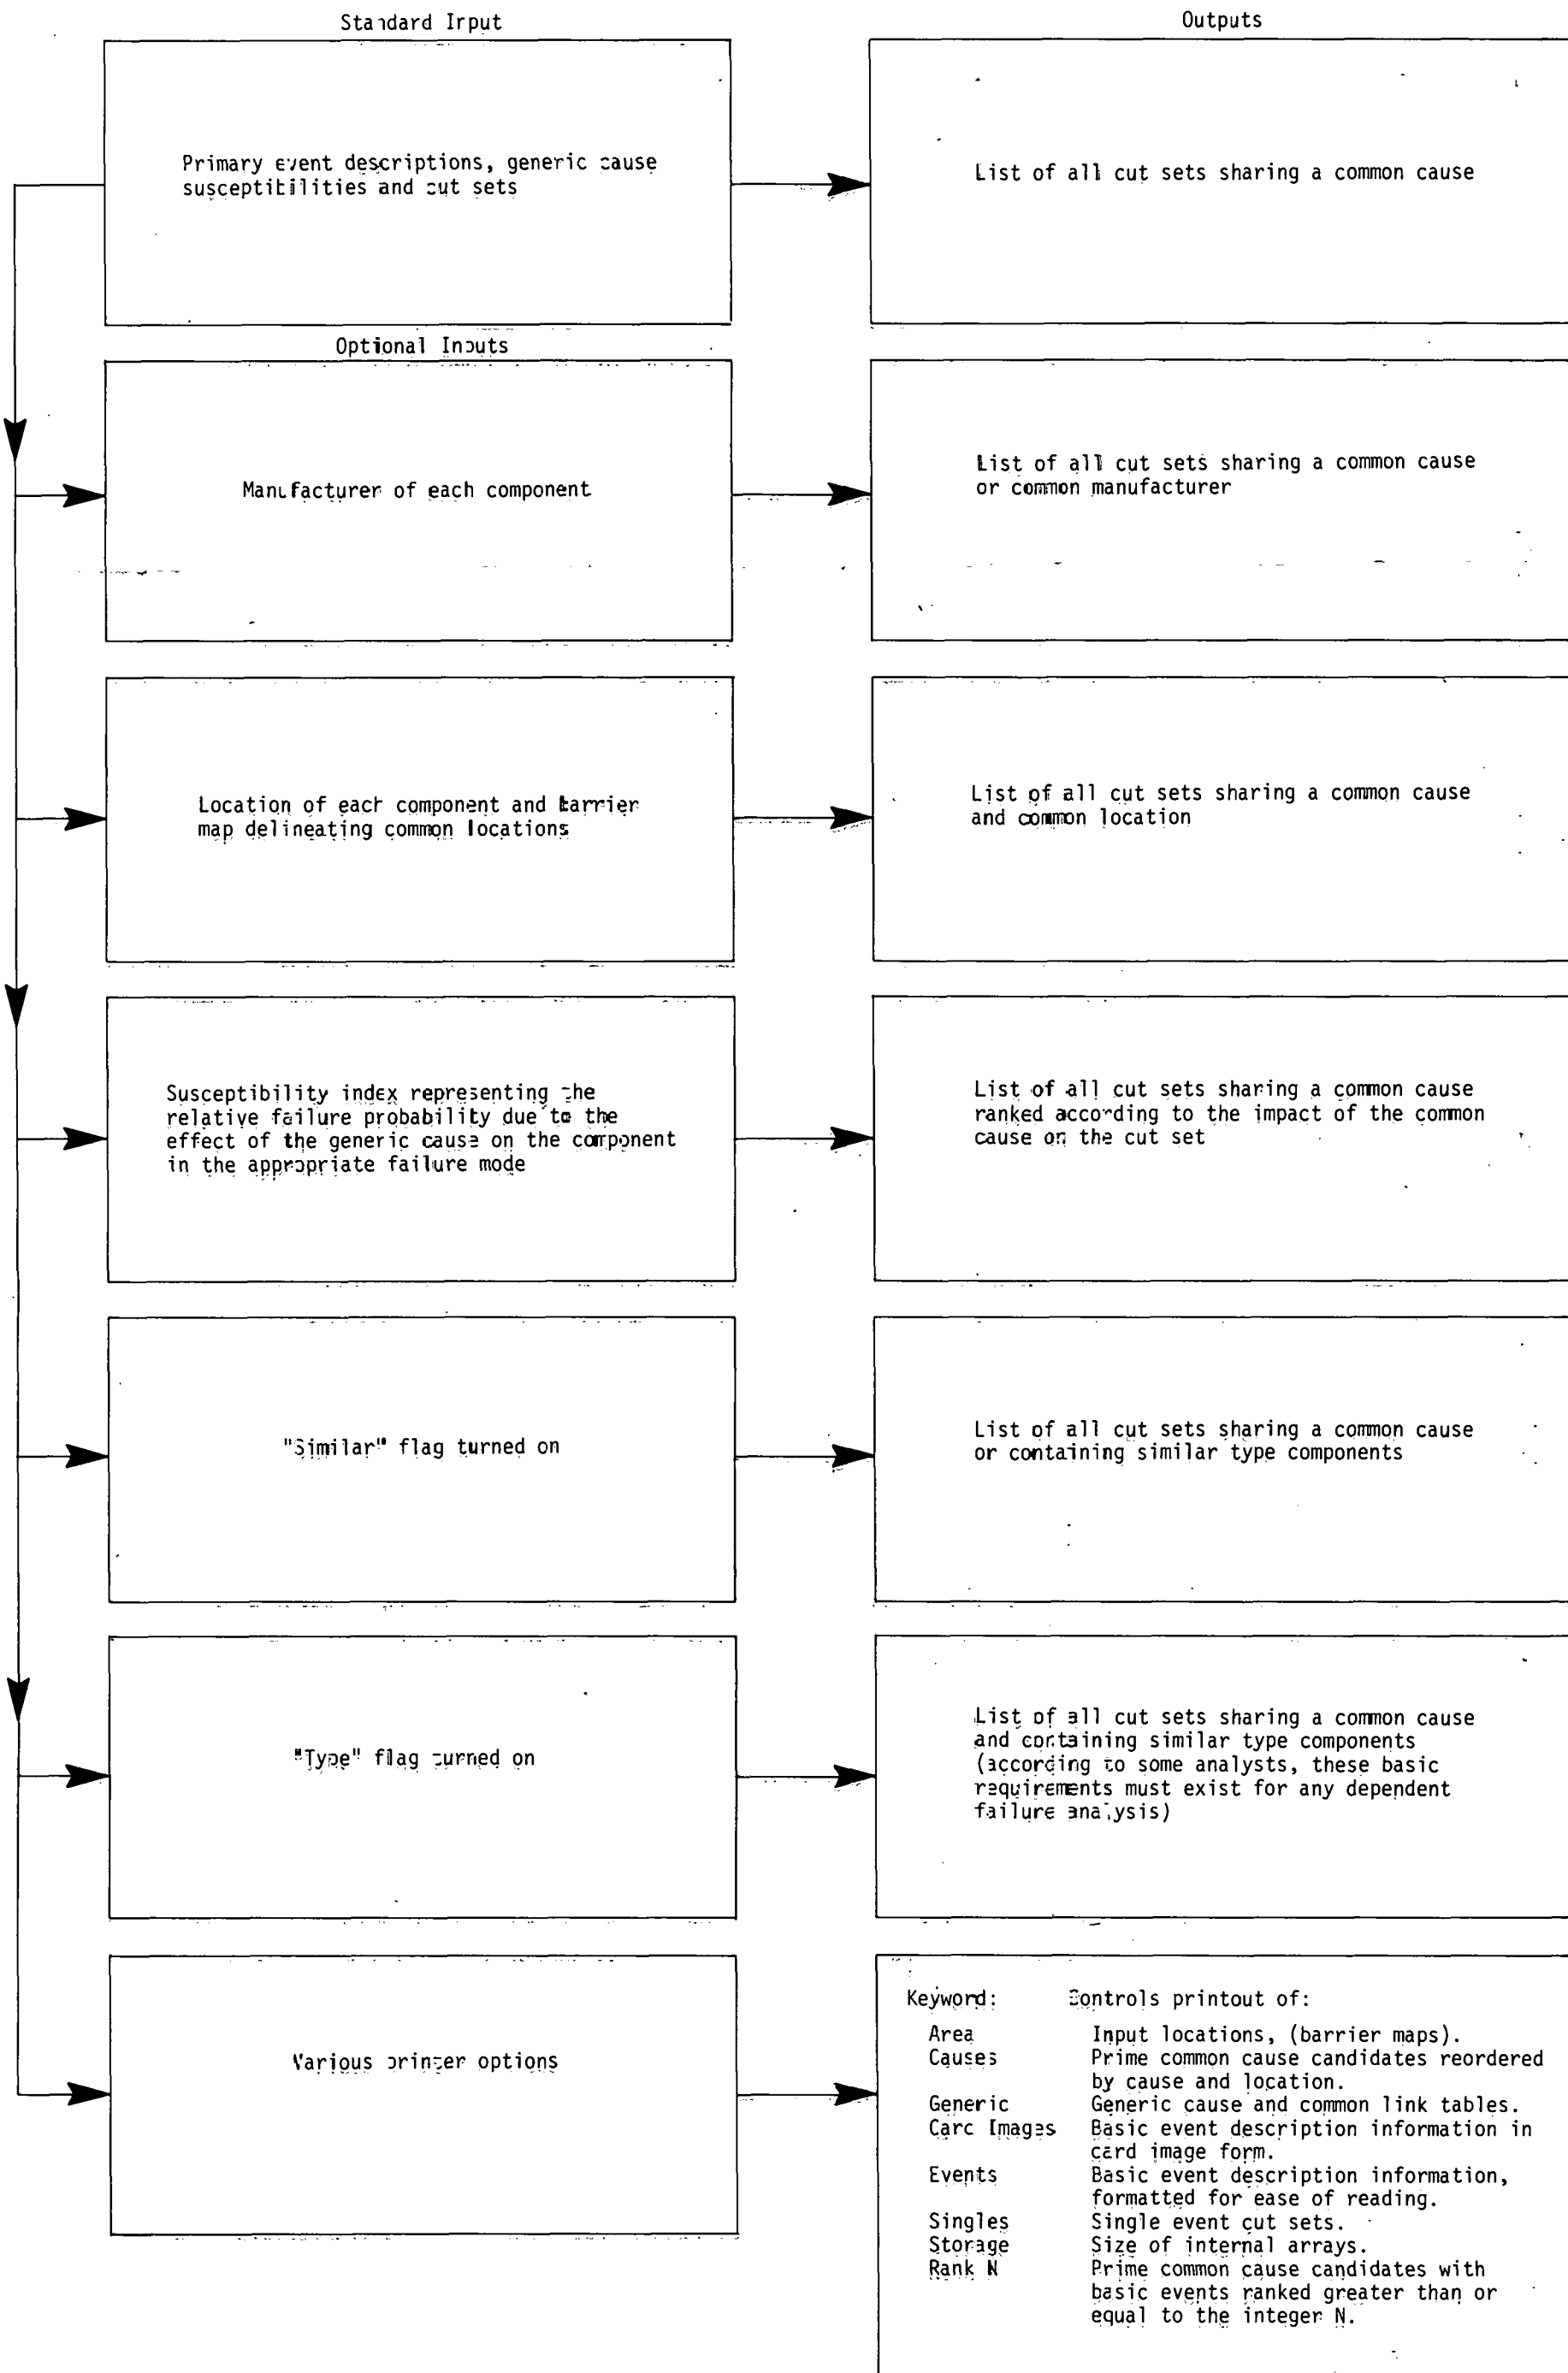 Standard Input
Outputs
Primary event descriptions, generic cause
susceptibilities and cut sets
List of all cut sets sharing a common cause
Optional Inputs
Manufacturer of each component
List of all cut sets sharing a common cause
or common manufacturer
Location of each component and barrier
map delineating common locations
List of all cut sets sharing a common cause
and common location
Susceptibility index representing the
relative failure probability due to the
effect of the generic cause on the component
in the appropriate failure mode
List of all cut sets sharing a common cause
ranked according to the impact of the common
cause on the cut set
"Similar" flag turned on
List of all cut sets sharing a common cause
or containing similar type components
"Type" flag turned on
List of all cut sets sharing a common cause
and containing similar type components
(according to some analysts, these basic
requirements must exist for any dependent
failure analysis)
Various printer options
Keyword: Controls printout of:
Area Input locations, (barrier maps).
Causes Prime common cause candidates reordered
by cause and location.
Generic Generic cause and common link tables.
Card Images Basic event description information in
card image form.
Events Basic event description information,
formatted for ease of reading.
Singles Single event cut sets.
Storage Size of internal arrays.
Rank N Prime common cause candidates with
basic events ranked greater than or
equal to the integer N.